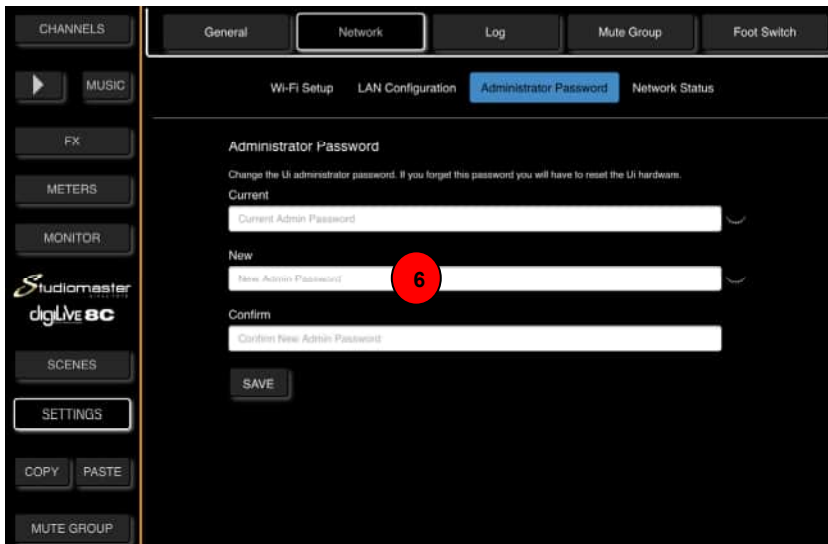 CHANNELS
MUSIC
FX
METERS
MONITOR
Studiomaster
digiLiVE 8C
SCENES
SETTINGS
COPY PASTE
MUTE GROUP
General Network Log Mute Group Foot Switch
Wi-Fi Setup LAN Configuration Administrator Password Network Status
Administrator Password
Change the Ui administrator password. If you forget this password you will have to reset the Ui hardware.
Current
Current Admin Password
New
New Admin Password
6
Confirm
Confirm New Admin Password
SAVE